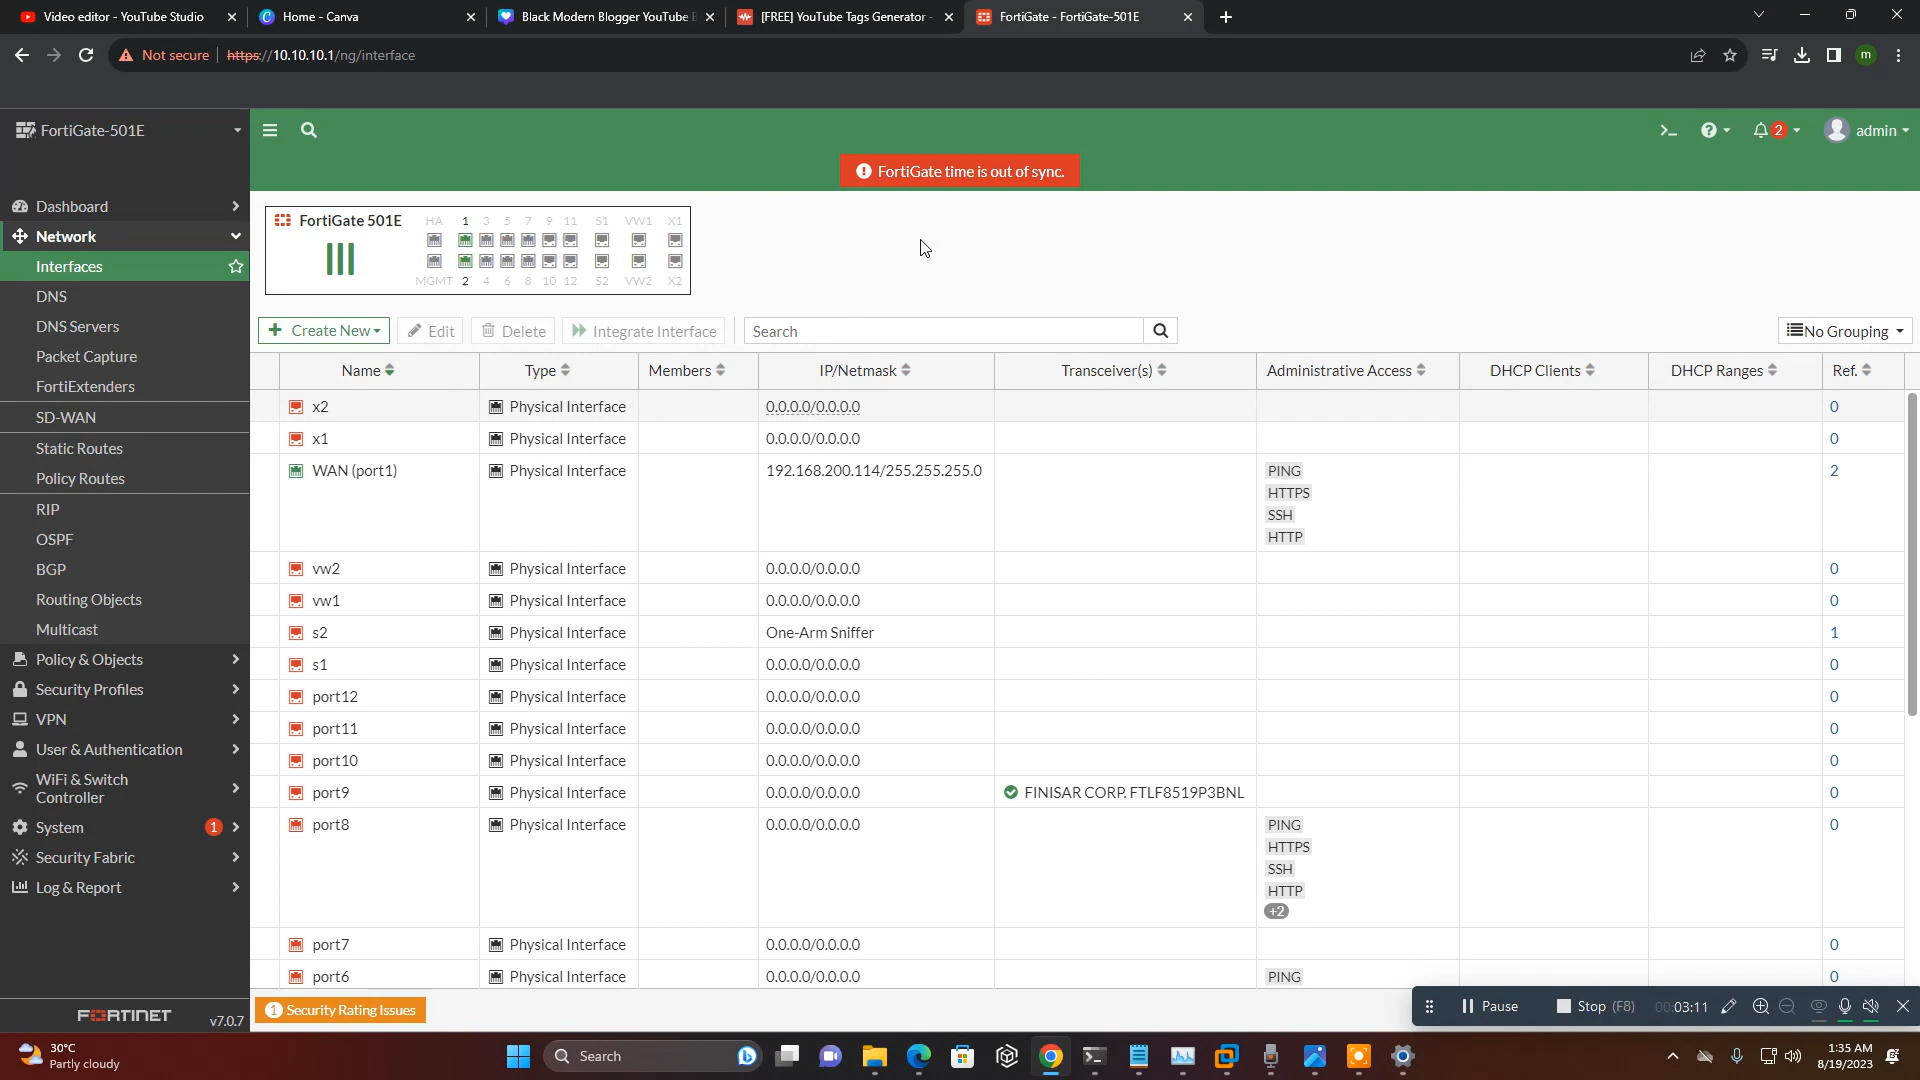 Video editor - YouTube Studio
Home - Canva
Black Modern Blogger YouTube B
[FREE] YouTube Tags Generator -
FortiGate - FortiGate-501E
Not secure
https://10.10.10.1/ng/interface
m
FortiGate-501E
2
admin
FortiGate time is out of sync.
Dashboard
Network
Interfaces
DNS
DNS Servers
Packet Capture
FortiExtenders
SD-WAN
Static Routes
Policy Routes
RIP
OSPF
BGP
Routing Objects
Multicast
Policy & Objects
Security Profiles
VPN
User & Authentication
WiFi & Switch
Controller
System 1
Security Fabric
Log & Report
FORTINET v7.0.7
FortiGate 501E
HA 1 3 5 7 9 11 S1 VW1 X1
MGMT 2 4 6 8 10 12 S2 VW2 X2
Create New
Edit
Delete
Integrate Interface
Search
No Grouping
Name Type Members IP/Netmask Transceiver(s) Administrative Access DHCP Clients DHCP Ranges Ref.
x2 Physical Interface 0.0.0.0/0.0.0.0 0
x1 Physical Interface 0.0.0.0/0.0.0.0 0
WAN (port1) Physical Interface 192.168.200.114/255.255.255.0 PING 2
HTTPS
SSH
HTTP
vw2 Physical Interface 0.0.0.0/0.0.0.0 0
vw1 Physical Interface 0.0.0.0/0.0.0.0 0
s2 Physical Interface One-Arm Sniffer 1
s1 Physical Interface 0.0.0.0/0.0.0.0 0
port12 Physical Interface 0.0.0.0/0.0.0.0 0
port11 Physical Interface 0.0.0.0/0.0.0.0 0
port10 Physical Interface 0.0.0.0/0.0.0.0 0
port9 Physical Interface 0.0.0.0/0.0.0.0 FINISAR CORP. FTLF8519P3BNL 0
port8 Physical Interface 0.0.0.0/0.0.0.0 PING 0
HTTPS
SSH
HTTP
+2
port7 Physical Interface 0.0.0.0/0.0.0.0 0
port6 Physical Interface 0.0.0.0/0.0.0.0 PING 0
1 Security Rating Issues
Pause
Stop (F8)
00:03:11
30°C
Partly cloudy
Search
1:35 AM
8/19/2023